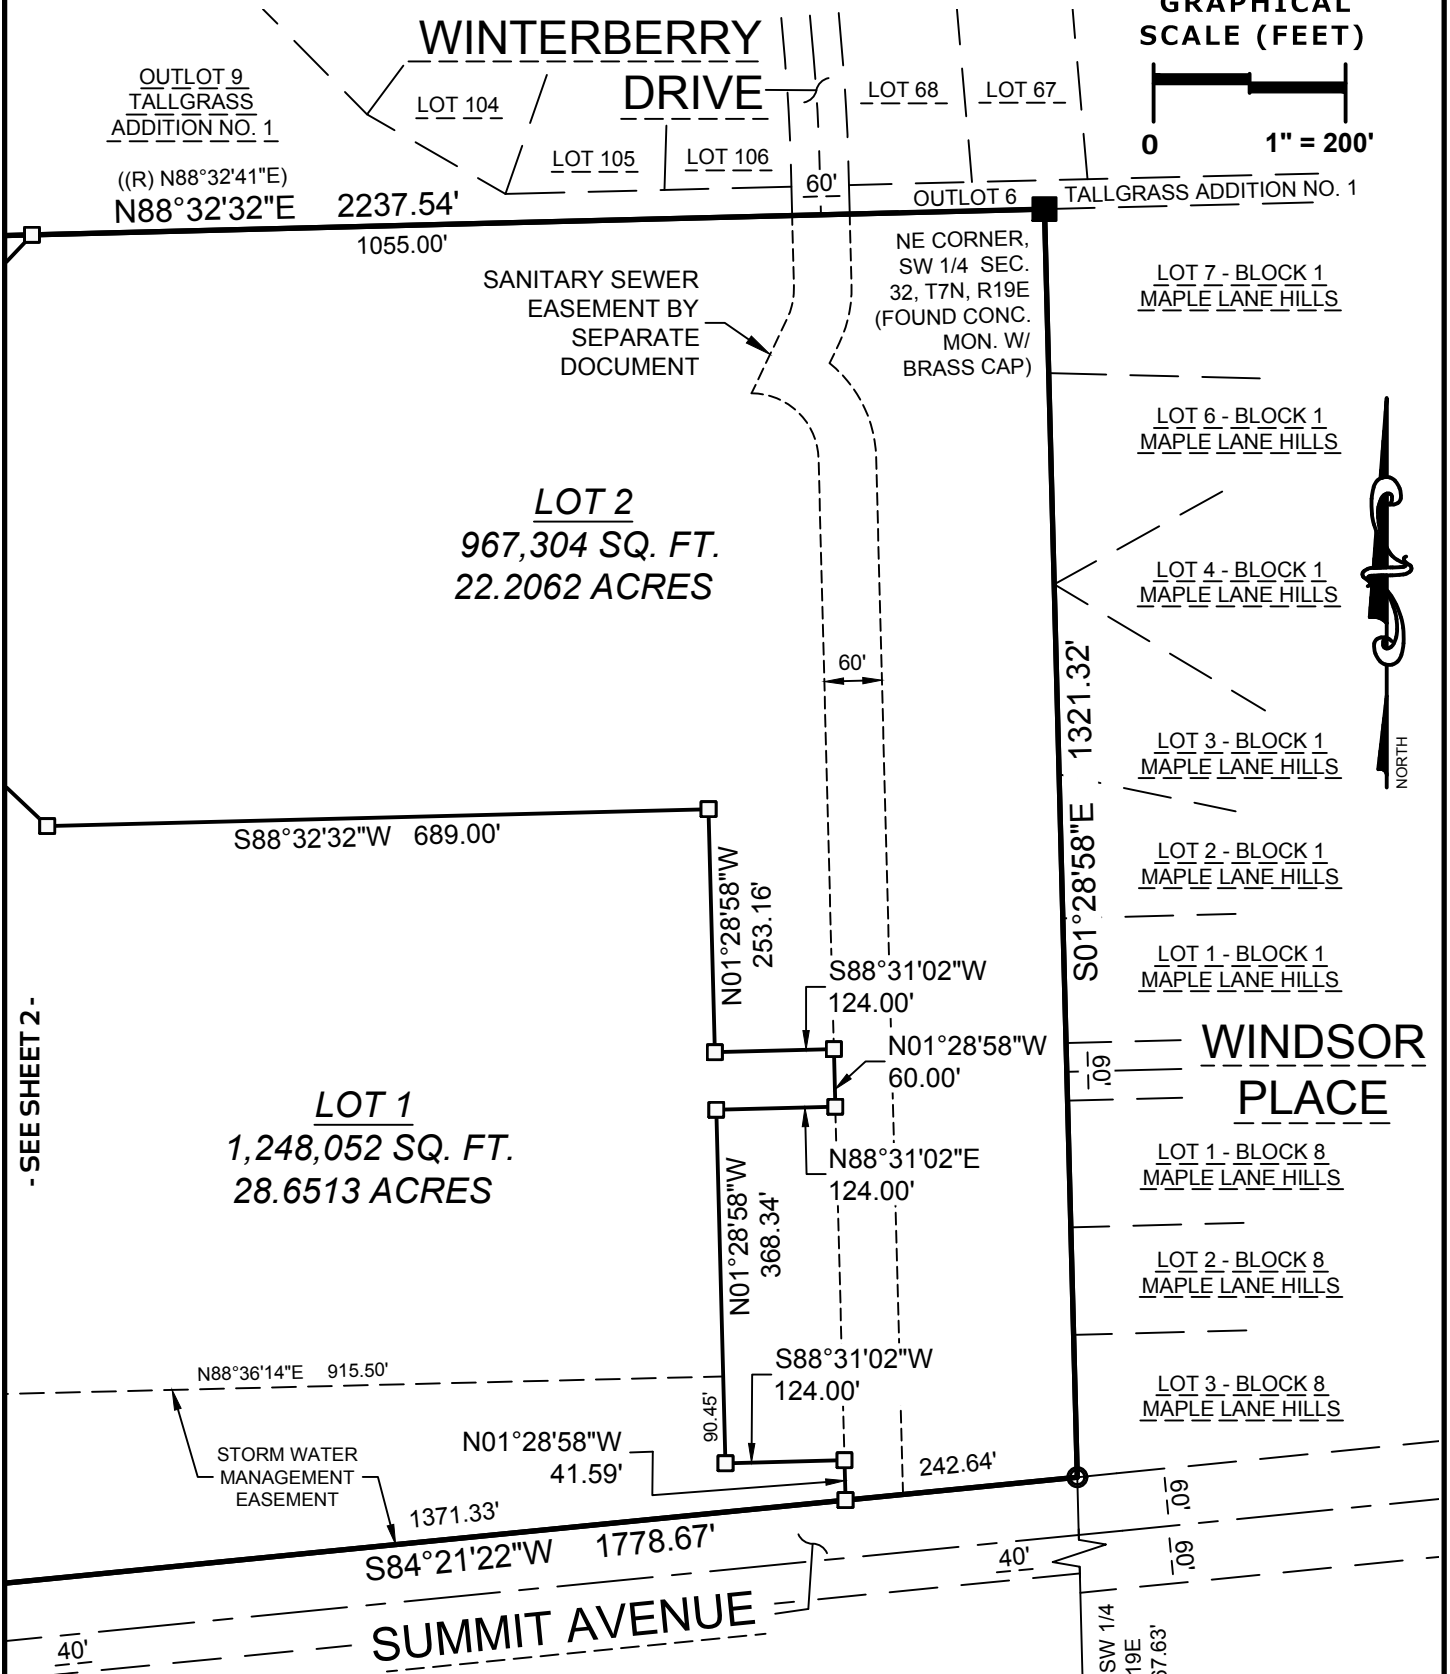 GRAPHICAL
SCALE (FEET)
0 1" = 200'
WINTERBERRY
DRIVE
OUTLOT 9
TALLGRASS
ADDITION NO. 1
LOT 104
LOT 105
LOT 106
LOT 68
LOT 67
((R) N88°32'41"E)
N88°32'32"E 2237.54'
1055.00'
60'
OUTLOT 6
TALLGRASS ADDITION NO. 1
NE CORNER,
SW 1/4 SEC.
32, T7N, R19E
(FOUND CONC.
MON. W/
BRASS CAP)
SANITARY SEWER
EASEMENT BY
SEPARATE
DOCUMENT
LOT 7 - BLOCK 1
MAPLE LANE HILLS
LOT 6 - BLOCK 1
MAPLE LANE HILLS
LOT 2
967,304 SQ. FT.
22.2062 ACRES
LOT 4 - BLOCK 1
MAPLE LANE HILLS
60'
S01°28'58"E 1321.32'
LOT 3 - BLOCK 1
MAPLE LANE HILLS
NORTH
S88°32'32"W 689.00'
LOT 2 - BLOCK 1
MAPLE LANE HILLS
N01°28'58"W
253.16'
LOT 1 - BLOCK 1
MAPLE LANE HILLS
S88°31'02"W
124.00'
N01°28'58"W
60.00'
- SEE SHEET 2-
WINDSOR
PLACE
60'
LOT 1
1,248,052 SQ. FT.
28.6513 ACRES
N88°31'02"E
124.00'
LOT 1 - BLOCK 8
MAPLE LANE HILLS
N01°28'58"W
368.34'
LOT 2 - BLOCK 8
MAPLE LANE HILLS
S88°31'02"W
124.00'
N88°36'14"E 915.50'
90.45'
LOT 3 - BLOCK 8
MAPLE LANE HILLS
STORM WATER
MANAGEMENT
EASEMENT
N01°28'58"W
41.59'
242.64'
1371.33'
S84°21'22"W 1778.67'
60'
60'
40'
SUMMIT AVENUE
40'
SW 1/4
19E
57.63'